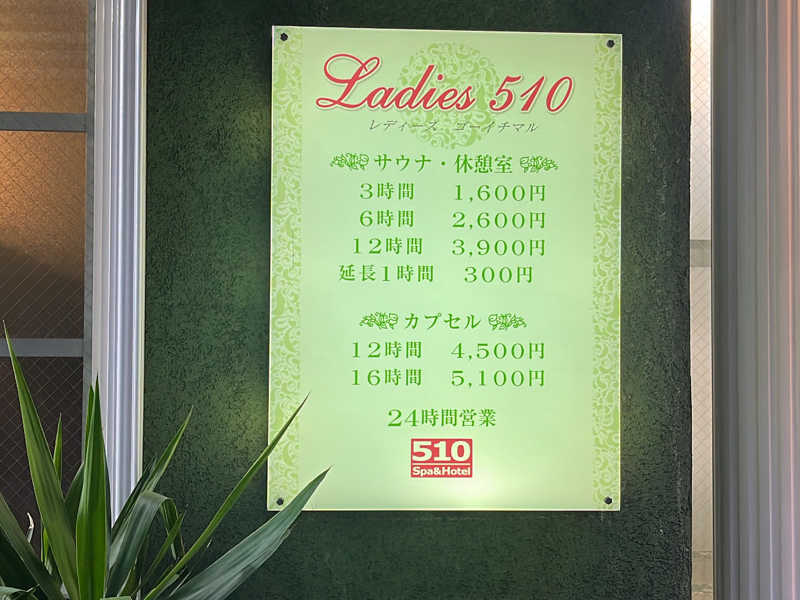 Ladies 510
レディーズ ゴーイチマル
サウナ・休憩室
3時間 1,600円
6時間 2,600円
12時間 3,900円
延長1時間 300円
カプセル
12時間 4,500円
16時間 5,100円
24時間営業
510
Spa&Hotel